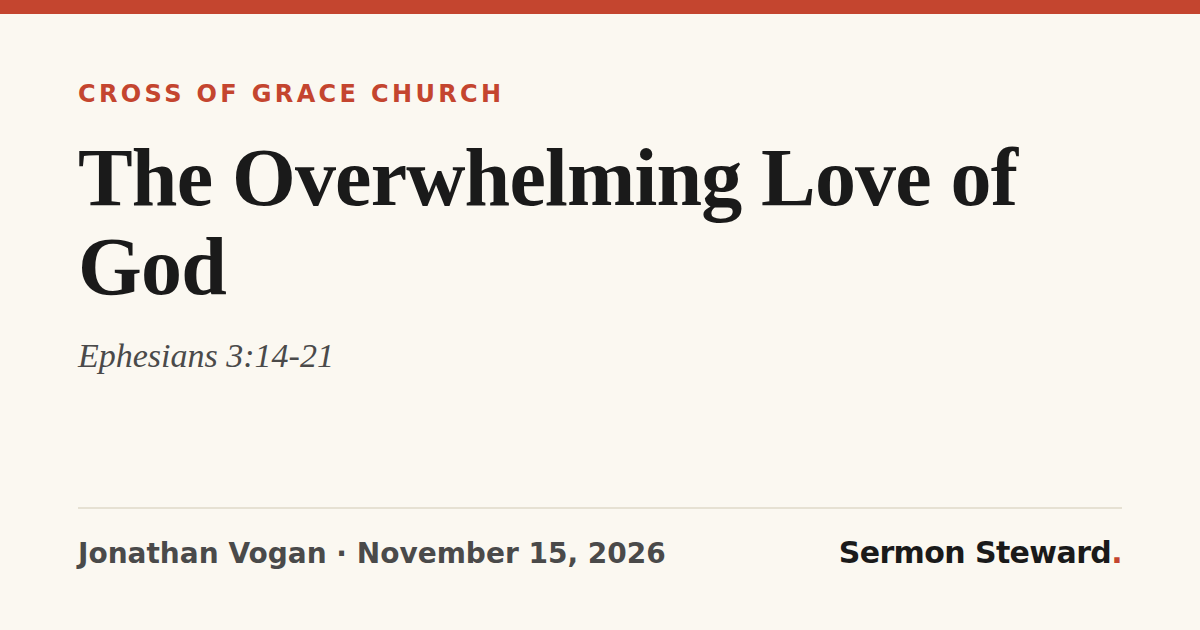 CROSS OF GRACE CHURCH
The Overwhelming Love of
God
Ephesians 3:14-21
Jonathan Vogan · November 15, 2026
Sermon Steward.